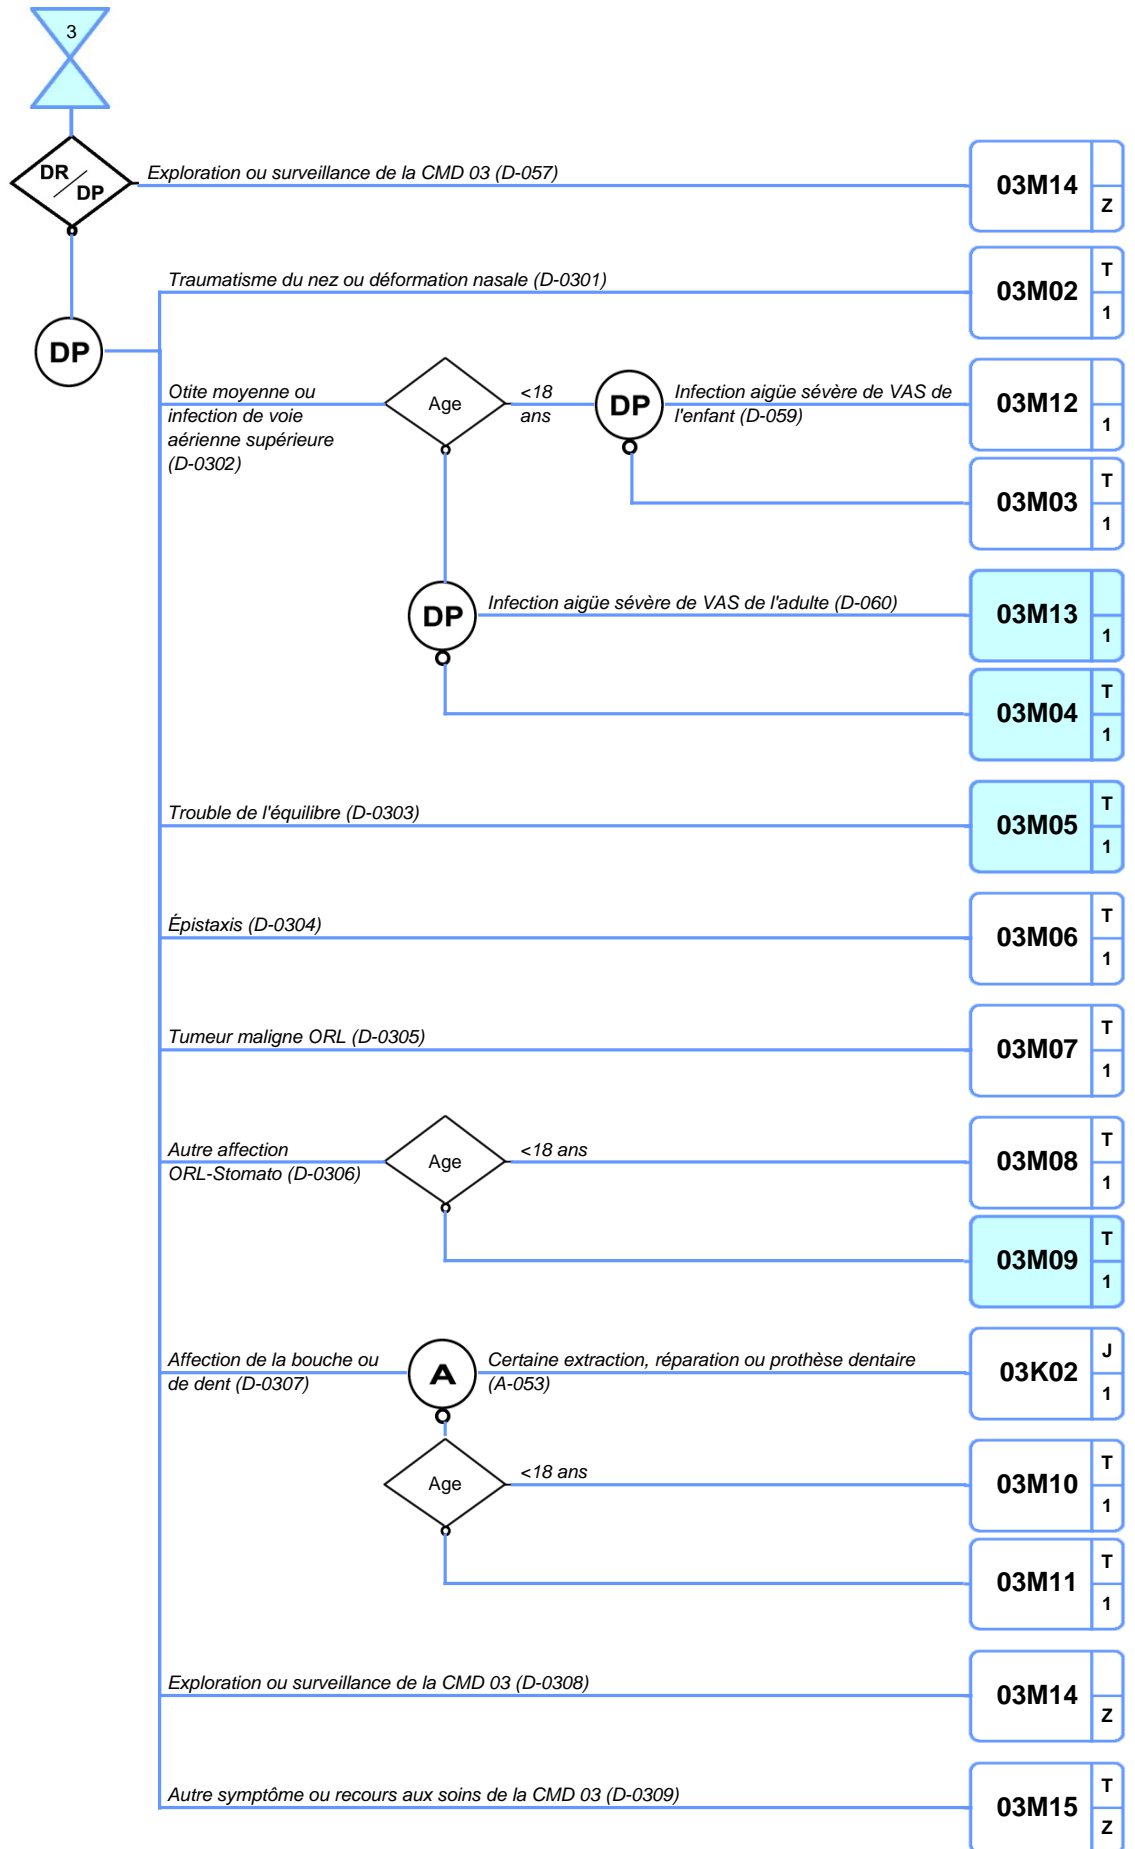 3
DR
DP
Exploration ou surveillance de la CMD 03 (D-057)
03M14
Z
Traumatisme du nez ou déformation nasale (D-0301)
03M02
T
1
DP
Otite moyenne ou
infection de voie
aérienne supérieure
(D-0302)
Age
<18
ans
DP
Infection aigüe sévère de VAS de
l'enfant (D-059)
03M12
1
03M03
T
1
DP
Infection aigüe sévère de VAS de l'adulte (D-060)
03M13
1
03M04
T
1
Trouble de l'équilibre (D-0303)
03M05
T
1
Épistaxis (D-0304)
03M06
T
1
Tumeur maligne ORL (D-0305)
03M07
T
1
Autre affection
ORL-Stomato (D-0306)
Age
<18 ans
03M08
T
1
03M09
T
1
Affection de la bouche ou
de dent (D-0307)
A
Certaine extraction, réparation ou prothèse dentaire
(A-053)
03K02
J
1
Age
<18 ans
03M10
T
1
03M11
T
1
Exploration ou surveillance de la CMD 03 (D-0308)
03M14
Z
Autre symptôme ou recours aux soins de la CMD 03 (D-0309)
03M15
T
Z